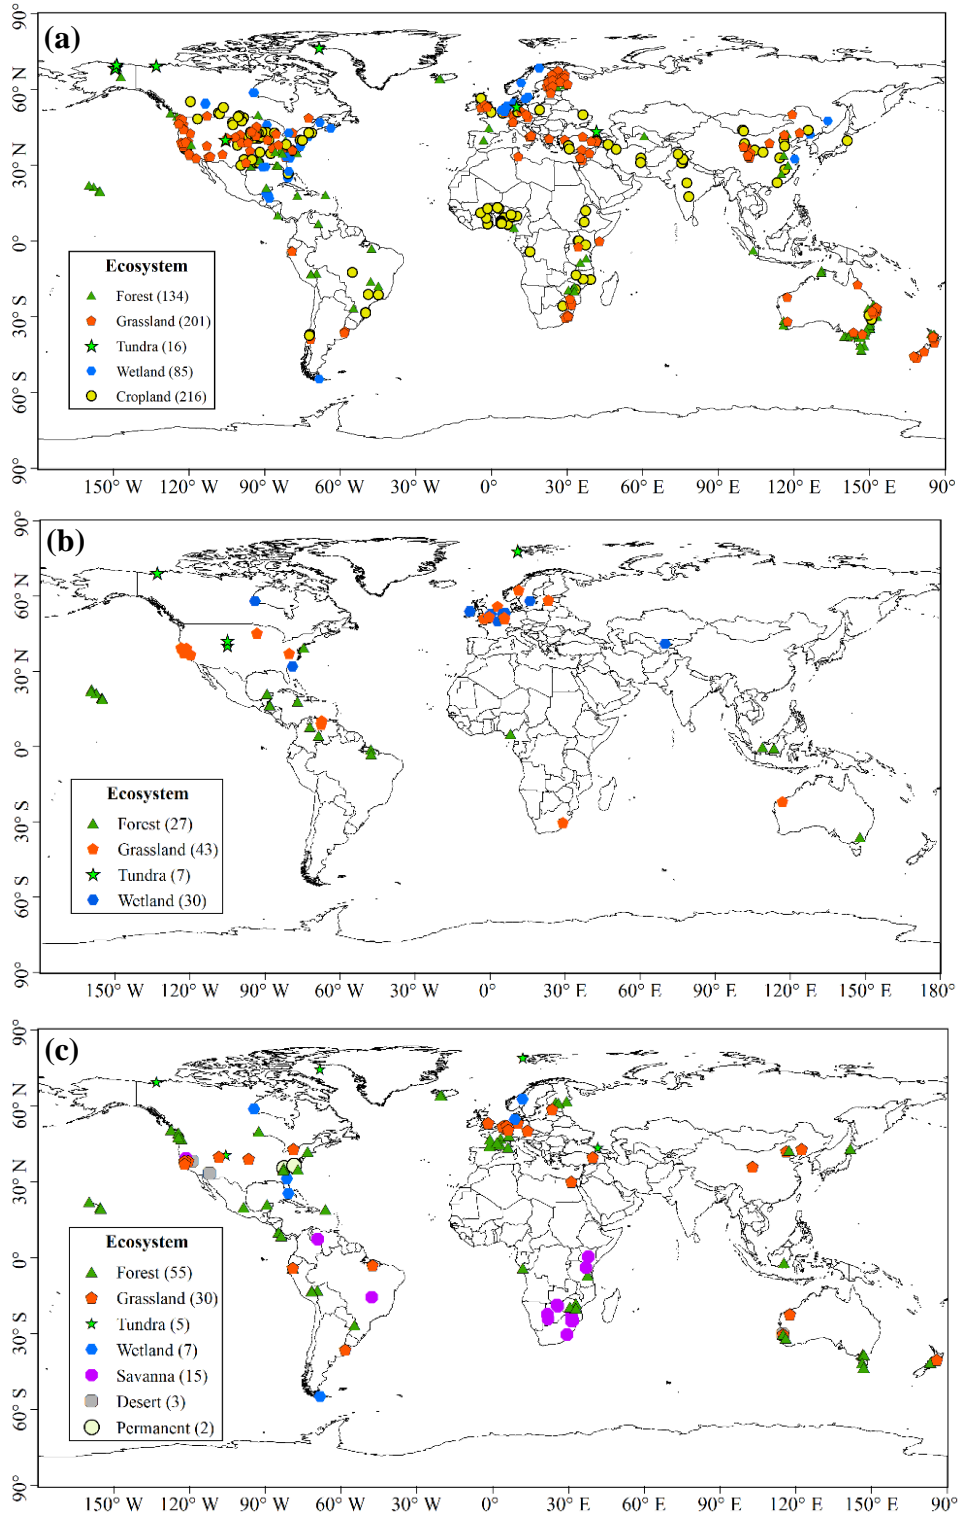 (a)
90°
60° N
30° N
0°
30° S
60° S
90°
Ecosystem
Forest (134)
Grassland (201)
Tundra (16)
Wetland (85)
Cropland (216)
150° W 120° W 90° W 60° W 30° W 0° 30° E 60° E 90° E 120° E 150° E 90°
(b)
90°
60° N
30° N
0°
30° S
60° S
90°
Ecosystem
Forest (27)
Grassland (43)
Tundra (7)
Wetland (30)
150° W 120° W 90° W 60° W 30° W 0° 30° E 60° E 90° E 120° E 150° E 180°
(c)
90°
60° N
30° N
0°
30° S
60° S
90°
Ecosystem
Forest (55)
Grassland (30)
Tundra (5)
Wetland (7)
Savanna (15)
Desert (3)
Permanent (2)
150° W 120° W 90° W 60° W 30° W 0° 30° E 60° E 90° E 120° E 150° E 90°